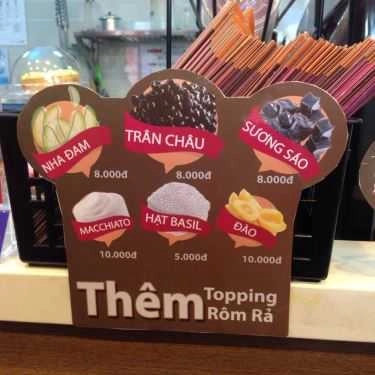 NHA ĐAM
TRÂN CHÂU
SƯƠNG SÁO
8.000đ
8.000đ
8.000đ
MACCHIATO
HẠT BASIL
ĐÀO
10.000đ
5.000đ
10.000đ
Thêm Topping
Rôm Rả